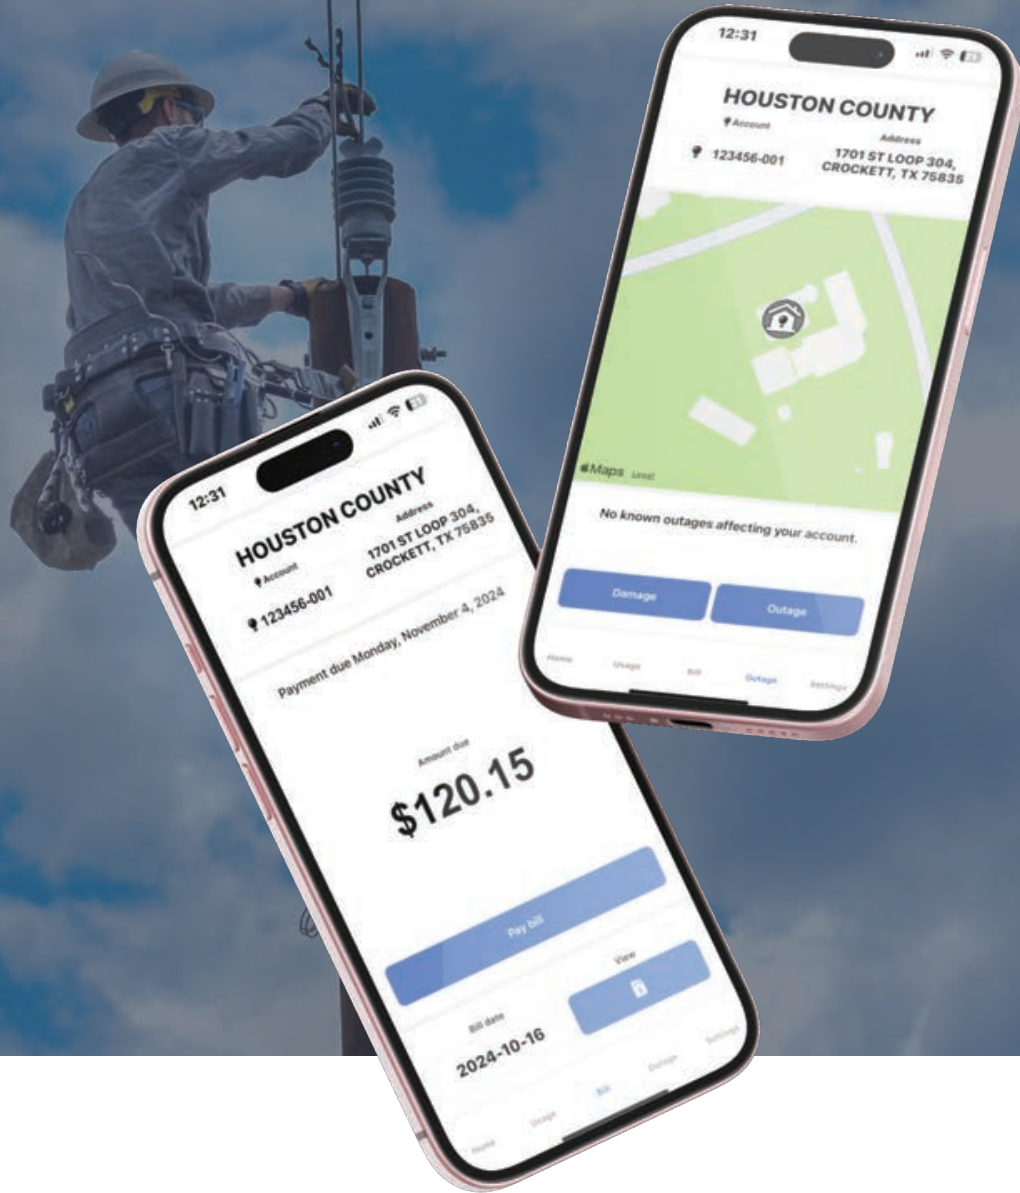 12:31
HOUSTON COUNTY
Account
Address
123456-001
1701 ST LOOP 304,
CROCKETT, TX 75835
Maps Legal
No known outages affecting your account.
Damage
Outage
Home
Usage
Bill
Outage
Settings
12:31
HOUSTON COUNTY
Account
Address
123456-001
1701 ST LOOP 304,
CROCKETT, TX 75835
Payment due Monday, November 4, 2024
Amount due
$120.15
Pay bill
Bill date
View
2024-10-16
Home
Usage
Bill
Outage
Settings